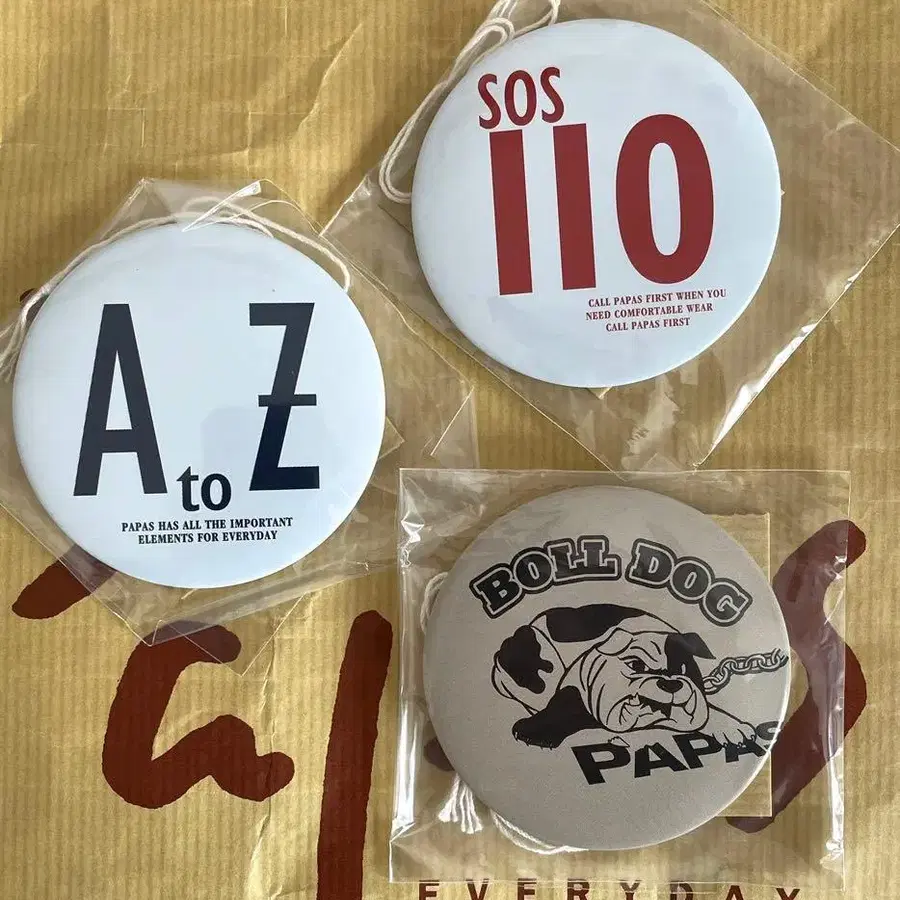 SOS
110
CALL PAPAS FIRST WHEN YOU
NEED COMFORTABLE WEAR
CALL PAPAS FIRST
A to Z
PAPAS HAS ALL THE IMPORTANT
ELEMENTS FOR EVERYDAY
BOLL DOG
PAPAS
EVERYDAY